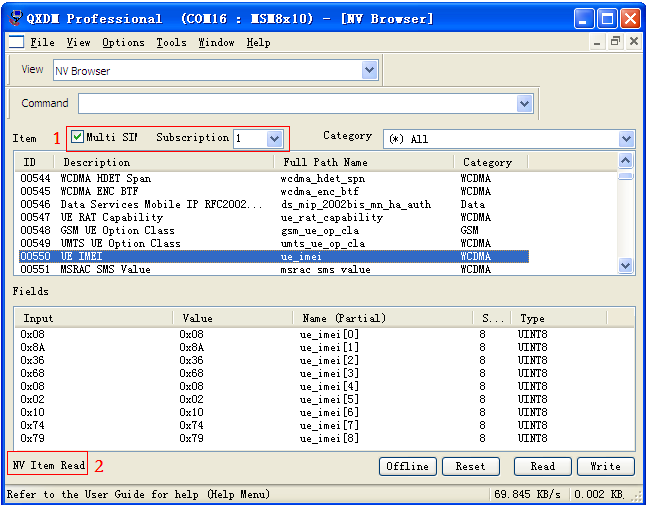 QXDM Professional (COM16 : MSM8x10) - [NV Browser]
File View Options Tools Window Help
View NV Browser
Command
Item 1 Multi SIM Subscription 1 Category (*) All
ID Description Full Path Name Category
00544 WCDMA HDET Span wcdma_hdet_spn WCDMA
00545 WCDMA ENC BTF wcdma_enc_btf WCDMA
00546 Data Services Mobile IP RFC2002... ds_mip_2002bis_mn_ha_auth Data
00547 UE RAT Capability ue_rat_capability WCDMA
00548 GSM UE Option Class gsm_ue_op_cla GSM
00549 UMTS UE Option Class umts_ue_op_cla WCDMA
00550 UE IMEI ue_imei WCDMA
00551 MSRAC SMS Value msrac_sms_value WCDMA
Fields
Input Value Name (Partial) S... Type
0x08 0x08 ue_imei[0] 8 UINT8
0x8A 0x8A ue_imei[1] 8 UINT8
0x36 0x36 ue_imei[2] 8 UINT8
0x68 0x68 ue_imei[3] 8 UINT8
0x08 0x08 ue_imei[4] 8 UINT8
0x02 0x02 ue_imei[5] 8 UINT8
0x10 0x10 ue_imei[6] 8 UINT8
0x74 0x74 ue_imei[7] 8 UINT8
0x79 0x79 ue_imei[8] 8 UINT8
NV Item Read 2 Offline Reset Read Write
Refer to the User Guide for help (Help Menu) 69.845 KB/s 0.002 KB